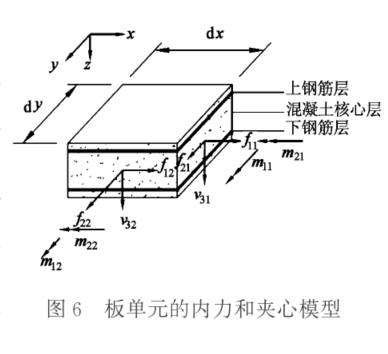 dx
x
y
z
dy
上钢筋层
混凝土核心层
下钢筋层
f11
m21
f21
f12
m11
v31
f22
v32
m22
m12
图 6 板单元的内力和夹心模型